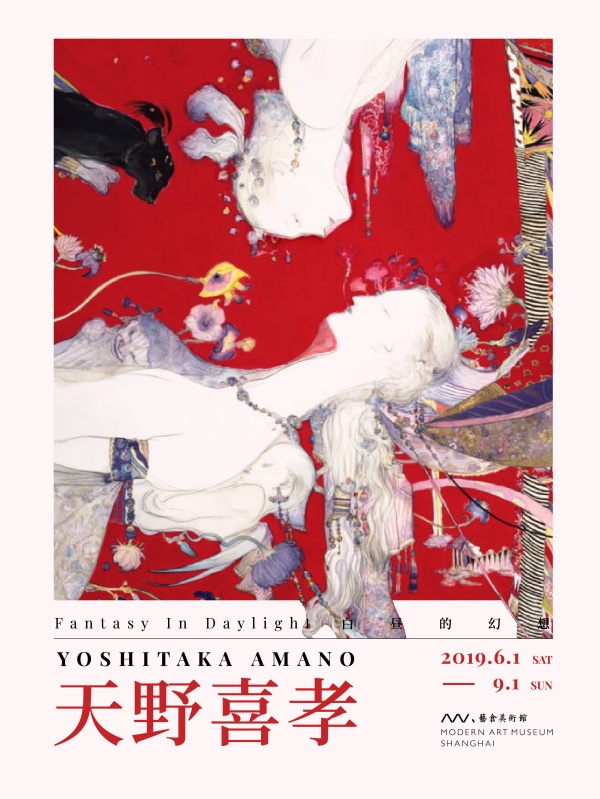 Fantasy In Daylight 白昼的幻想
YOSHITAKA AMANO
天野喜孝
2019.6.1 SAT
— 9.1 SUN
藝倉美術館
MODERN ART MUSEUM
SHANGHAI